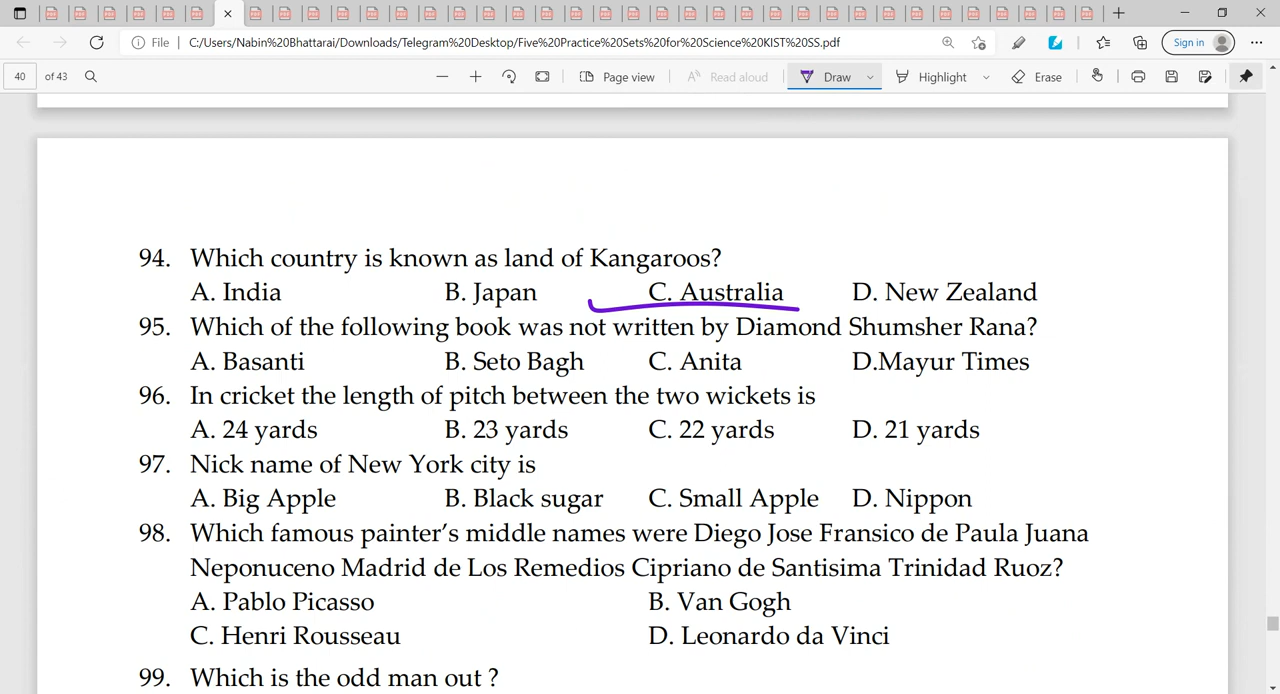 File | C:/Users/Nabin%20Bhattarai/Downloads/Telegram%20Desktop/Five%20Practice%20Sets%20for%20Science%20KIST%20SS.pdf
Sign in
40 of 43
Page view
Read aloud
Draw
Highlight
Erase
94. Which country is known as land of Kangaroos?
A. India B. Japan C. Australia D. New Zealand
95. Which of the following book was not written by Diamond Shumsher Rana?
A. Basanti B. Seto Bagh C. Anita D.Mayur Times
96. In cricket the length of pitch between the two wickets is
A. 24 yards B. 23 yards C. 22 yards D. 21 yards
97. Nick name of New York city is
A. Big Apple B. Black sugar C. Small Apple D. Nippon
98. Which famous painter’s middle names were Diego Jose Fransico de Paula Juana
Neponuceno Madrid de Los Remedios Cipriano de Santisima Trinidad Ruoz?
A. Pablo Picasso B. Van Gogh
C. Henri Rousseau D. Leonardo da Vinci
99. Which is the odd man out ?